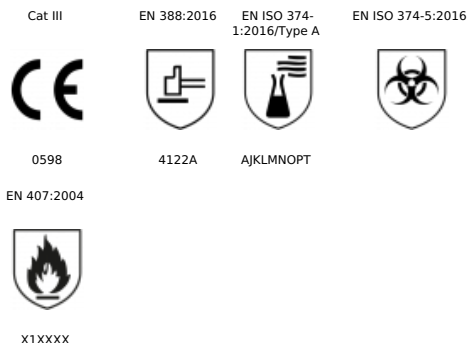 Cat III
EN 388:2016
EN ISO 374-
1:2016/Type A
EN ISO 374-5:2016
CE
0598
4122A
AJKLMNOPT
EN 407:2004
X1XXXX